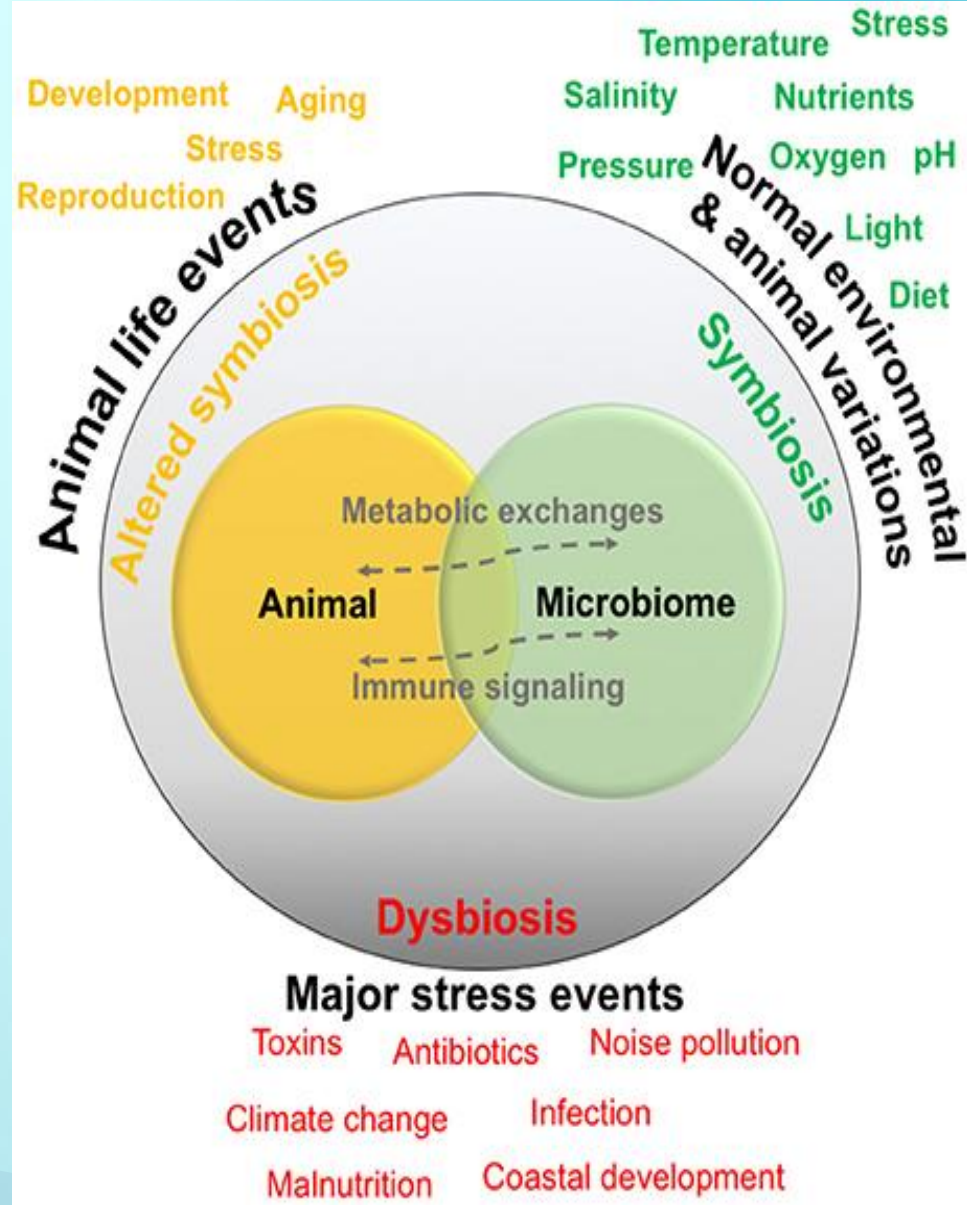 Development Aging
Stress
Reproduction
Animal life events
Altered symbiosis
Temperature Stress
Salinity Nutrients
Pressure Oxygen pH
Light
Diet
Normal environmental
& animal variations
Symbiosis
Metabolic exchanges
Animal Microbiome
Immune signaling
Dysbiosis
Major stress events
Toxins Antibiotics Noise pollution
Climate change Infection
Malnutrition Coastal development